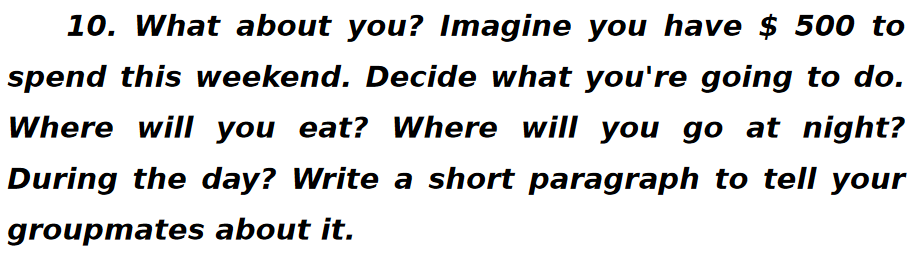 10. What about you? Imagine you have $ 500 to
spend this weekend. Decide what you're going to do.
Where will you eat? Where will you go at night?
During the day? Write a short paragraph to tell your
groupmates about it.